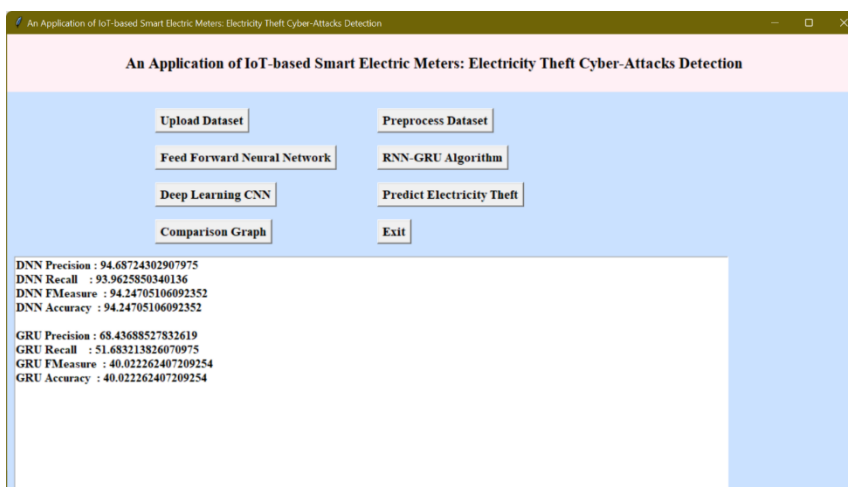 An Application of IoT-based Smart Electric Meters: Electricity Theft Cyber-Attacks Detection
An Application of IoT-based Smart Electric Meters: Electricity Theft Cyber-Attacks Detection
Upload Dataset
Preprocess Dataset
Feed Forward Neural Network
RNN-GRU Algorithm
Deep Learning CNN
Predict Electricity Theft
Comparison Graph
Exit
DNN Precision : 94.68724302907975
DNN Recall : 93.9625850340136
DNN FMeasure : 94.24705106092352
DNN Accuracy : 94.24705106092352
GRU Precision : 68.43688527832619
GRU Recall : 51.683213826070975
GRU FMeasure : 40.022262407209254
GRU Accuracy : 40.022262407209254